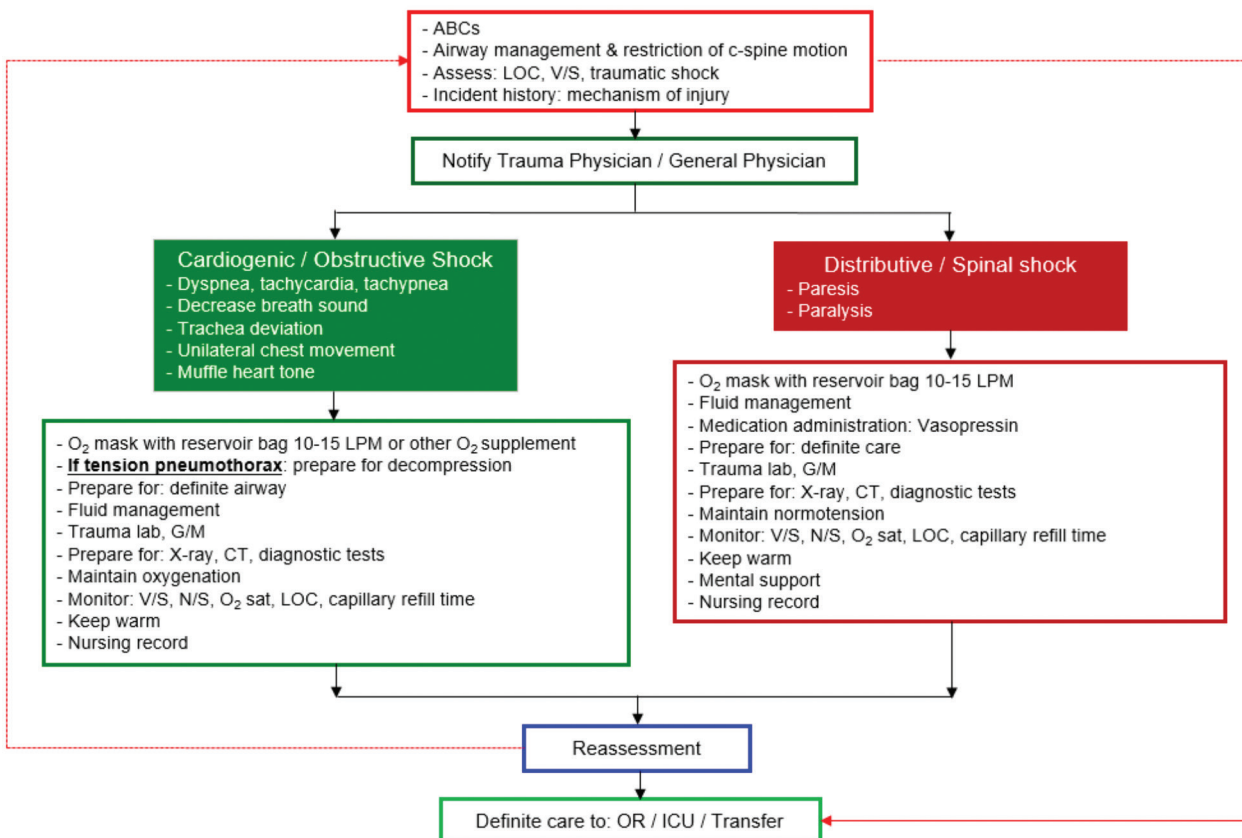 - ABCs
- Airway management & restriction of c-spine motion
- Assess: LOC, V/S, traumatic shock
- Incident history: mechanism of injury
Notify Trauma Physician / General Physician
Cardiogenic / Obstructive Shock
- Dyspnea, tachycardia, tachypnea
- Decrease breath sound
- Trachea deviation
- Unilateral chest movement
- Muffle heart tone
Distributive / Spinal shock
- Paresis
- Paralysis
- O₂ mask with reservoir bag 10-15 LPM or other O₂ supplement
- If tension pneumothorax: prepare for decompression
- Prepare for: definite airway
- Fluid management
- Trauma lab, G/M
- Prepare for: X-ray, CT, diagnostic tests
- Maintain oxygenation
- Monitor: V/S, N/S, O₂ sat, LOC, capillary refill time
- Keep warm
- Nursing record
- O₂ mask with reservoir bag 10-15 LPM
- Fluid management
- Medication administration: Vasopressin
- Prepare for: definite care
- Trauma lab, G/M
- Prepare for: X-ray, CT, diagnostic tests
- Maintain normotension
- Monitor: V/S, N/S, O₂ sat, LOC, capillary refill time
- Keep warm
- Mental support
- Nursing record
Reassessment
Definite care to: OR / ICU / Transfer